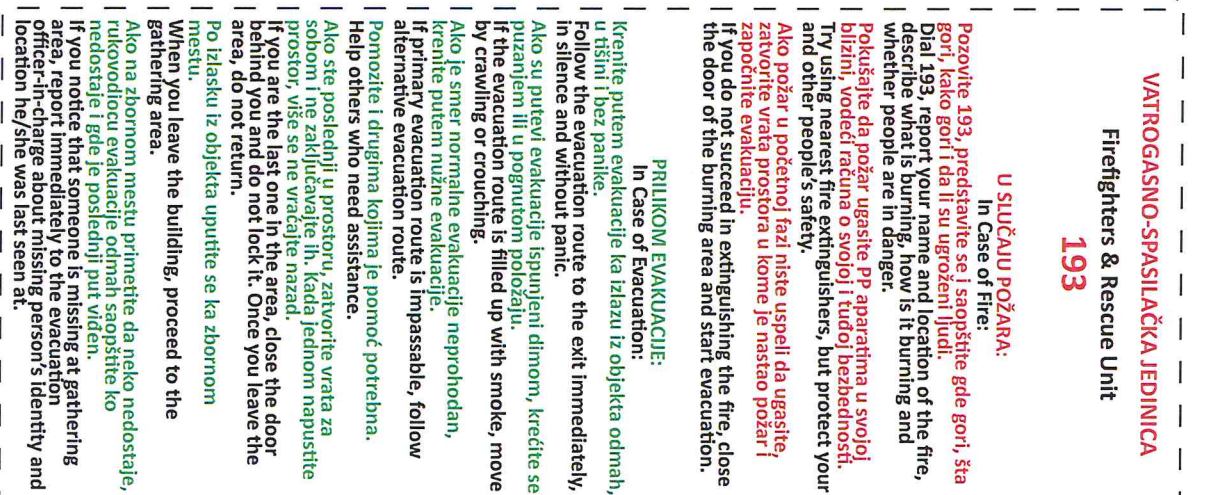 VATROGASNO-SPASILAČKA JEDINICA
Firefighters & Rescue Unit
193
U SLUČAJU POŽARA:
In Case of Fire:
Pozovite 193, predstavite se i saopštite gde gori, šta
gori, kako gori i da li su ugroženi ljudi.
Dial 193, report your name and location of the fire,
describe what is burning, how is it burning and
whether people are in danger.
Pokušajte da požar ugasite PP aparatima u svojoj
blizini, vodeći računa o svojoj i tuđoj bezbednosti.
Try using nearest fire extinguishers, but protect your
and other people's safety.
Ako požar u početnoj fazi niste uspeli da ugasite,
zatvorite vrata prostora u kome je nastao požar i
započnite evakuaciju.
If you do not succeed in extinguishing the fire, close
the door of the burning area and start evacuation.
PRILIKOM EVAKUACIJE:
In Case of Evacuation:
Krenite putem evakuacije ka izlazu iz objekta odmah,
u tišini i bez panike.
Follow the evacuation route to the exit immediately,
in silence and without panic.
Ako su putevi evakuacije ispunjeni dimom, krećite se
puzanjem ili u pognutom položaju.
If the evacuation route is filled up with smoke, move
by crawling or crouching.
Ako je smer normalne evakuacije neprohodan,
krenite putem nužne evakuacije.
If primary evacuation route is impassable, follow
alternative evacuation route.
Pomozite i drugima kojima je pomoć potrebna.
Help others who need assistance.
Ako ste poslednji u prostoru, zatvorite vrata za
sobom i ne zaključavajte ih. Kada jednom napustite
prostor, više se ne vraćajte nazad.
If you are the last one in the area, close the door
behind you and do not lock it. Once you leave the
area, do not return.
Po izlasku iz objekta uputite se ka zbornom
mestu.
When you leave the building, proceed to the
gathering area.
Ako na zbornom mestu primetite da neko nedostaje,
rukovodiocu evakuacije odmah saopštite ko
nedostaje i gde je poslednji put viđen.
If you notice that someone is missing at gathering
area, report immediately to the evacuation
officer-in-charge about missing person's identity and
location he/she was last seen at.